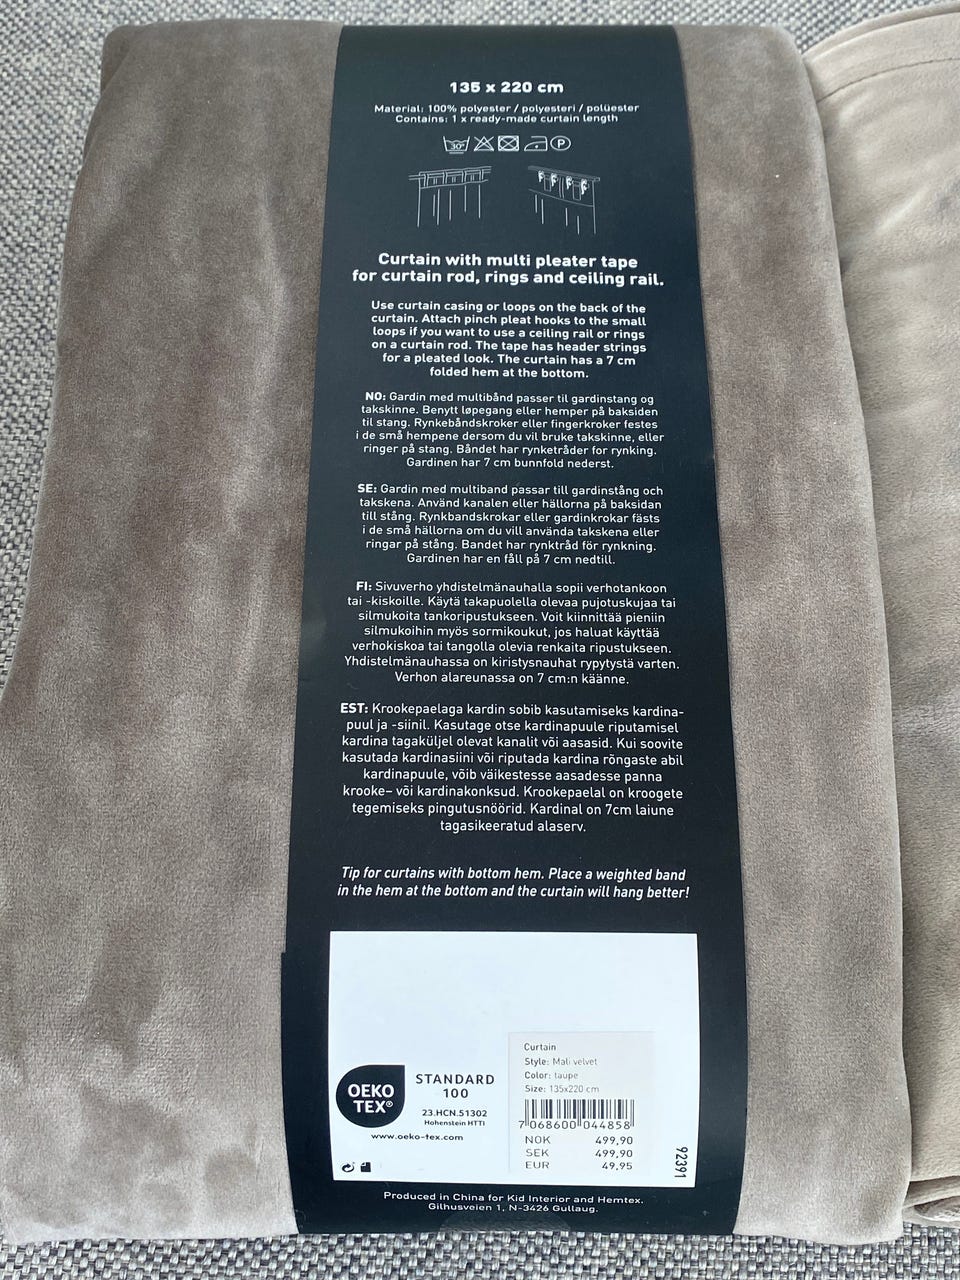 135 x 220 cm
Material: 100% polyester / polyesteri / polüester
Contains: 1 x ready-made curtain length
30° P
Curtain with multi pleater tape
for curtain rod, rings and ceiling rail.
Use curtain casing or loops on the back of the
curtain. Attach pinch pleat hooks to the small
loops if you want to use a ceiling rail or rings
on a curtain rod. The tape has header strings
for a pleated look. The curtain has a 7 cm
folded hem at the bottom.
NO: Gardin med multibånd passer til gardinstang og
takskinne. Benytt løpegang eller hemper på baksiden
til stang. Rynkebåndskroker eller fingerkroker festes
i de små hempene dersom du vil bruke takskinne, eller
ringer på stang. Båndet har rynketråder for rynking.
Gardinen har 7 cm bunnfold nederst.
SE: Gardin med multiband passar till gardinstång och
takskena. Använd kanalen eller hällorna på baksidan
till stång. Rynkbandskrokar eller gardinkrokar fästs
i de små hällorna om du vill använda takskena eller
ringar på stång. Bandet har rynktråd för rynkning.
Gardinen har en fåll på 7 cm nedtill.
FI: Sivuverho yhdistelmänauhalla sopii verhotankoon
tai -kiskoille. Käytä takapuolella olevaa pujotuskujaa tai
silmukoita tankoripustukseen. Voit kiinnittää pieniin
silmukoihin myös sormikoukut, jos haluat käyttää
verhokiskoa tai tangolla olevia renkaita ripustukseen.
Yhdistelmänauhassa on kiristysnauhat rypytystä varten.
Verhon alareunassa on 7 cm:n käänne.
EST: Krookepaelaga kardin sobib kasutamiseks kardina-
puul ja -siinil. Kasutage otse kardinapuule riputamisel
kardina tagaküljel olevat kanalit või aasasid. Kui soovite
kasutada kardinasiini või riputada kardina rõngaste abil
kardinapuule, võib väikestesse aasadesse panna
krooke– või kardinakonksud. Krookepaelal on kroogete
tegemiseks pingutusnöörid. Kardinal on 7cm laiune
tagasikeeratud alaserv.
Tip for curtains with bottom hem. Place a weighted band
in the hem at the bottom and the curtain will hang better!
OEKO
TEX®
STANDARD
100
23.HCN.51302
Hohenstein HTTI
www.oeko-tex.com
Curtain
Style: Mali velvet
Color: taupe
Size: 135x220 cm
7 068600 044858
NOK 499,90
SEK 499,90
EUR 49,95
92391
Produced in China for Kid Interior and Hemtex.
Gilhusveien 1, N-3426 Gullaug.